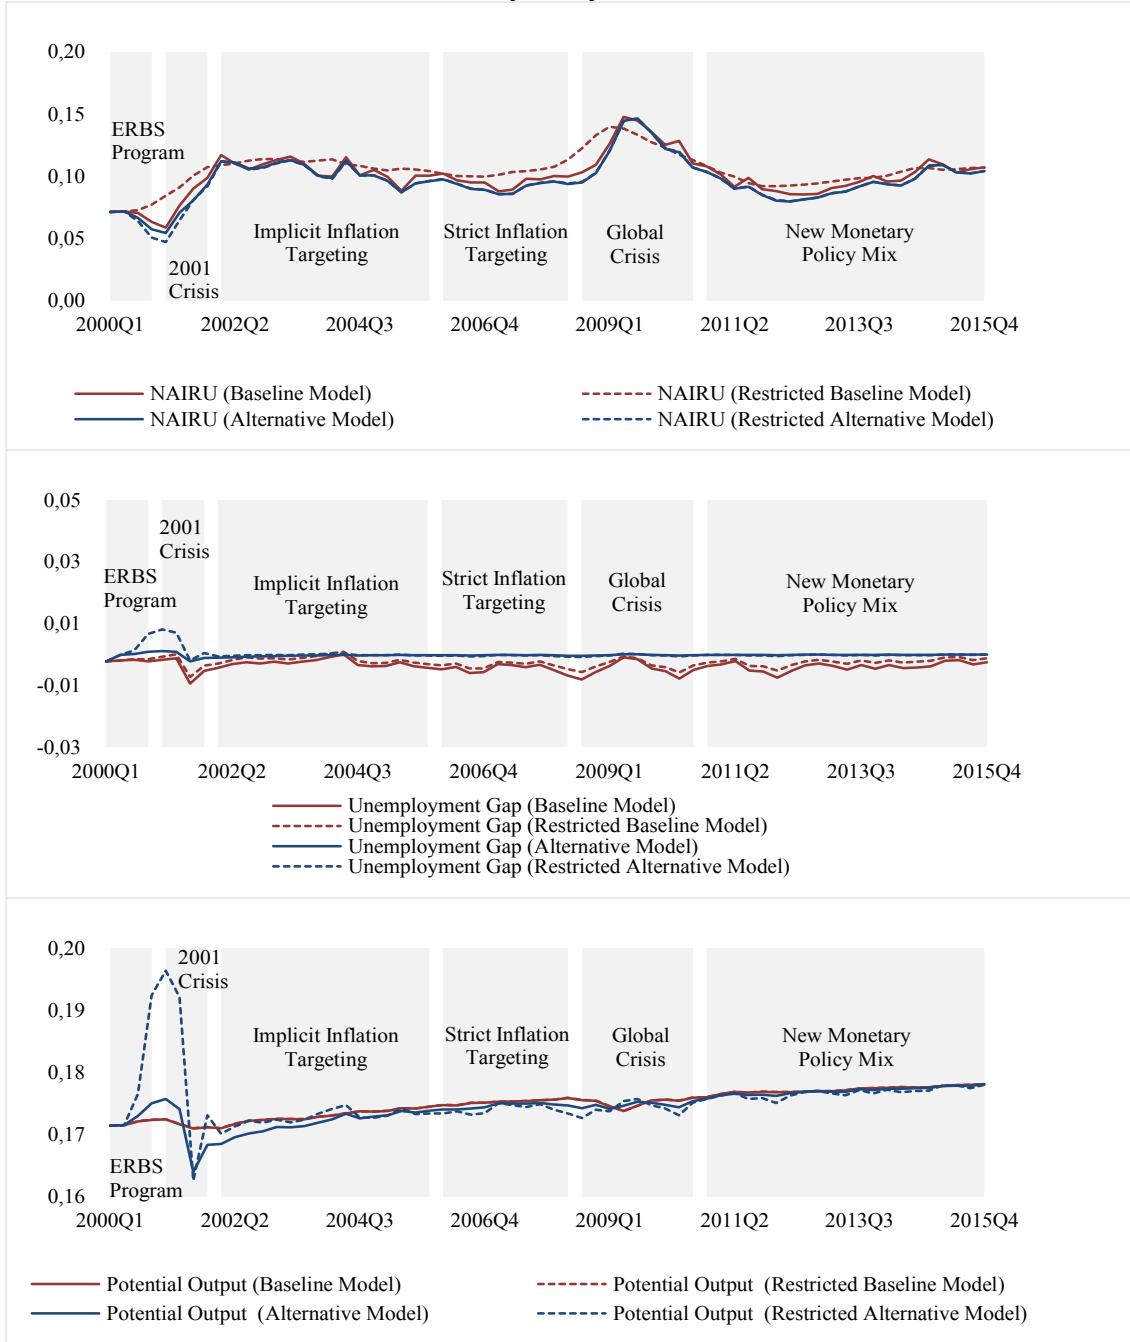 0,20
0,15
0,10
0,05
0,00
ERBS
Program
2001
Crisis
Implicit Inflation
Targeting
Strict Inflation
Targeting
Global
Crisis
New Monetary
Policy Mix
2000Q1 2002Q2 2004Q3 2006Q4 2009Q1 2011Q2 2013Q3 2015Q4
NAIRU (Baseline Model) NAIRU (Restricted Baseline Model)
NAIRU (Alternative Model) NAIRU (Restricted Alternative Model)
0,05
0,03
0,01
-0,01
-0,03
2001
Crisis
ERBS
Program
Implicit Inflation
Targeting
Strict Inflation
Targeting
Global
Crisis
New Monetary
Policy Mix
2000Q1 2002Q2 2004Q3 2006Q4 2009Q1 2011Q2 2013Q3 2015Q4
Unemployment Gap (Baseline Model)
Unemployment Gap (Restricted Baseline Model)
Unemployment Gap (Alternative Model)
Unemployment Gap (Restricted Alternative Model)
0,20
0,19
0,18
0,17
0,16
2001
Crisis
ERBS
Program
Implicit Inflation
Targeting
Strict Inflation
Targeting
Global
Crisis
New Monetary
Policy Mix
2000Q1 2002Q2 2004Q3 2006Q4 2009Q1 2011Q2 2013Q3 2015Q4
Potential Output (Baseline Model) Potential Output (Restricted Baseline Model)
Potential Output (Alternative Model) Potential Output (Restricted Alternative Model)